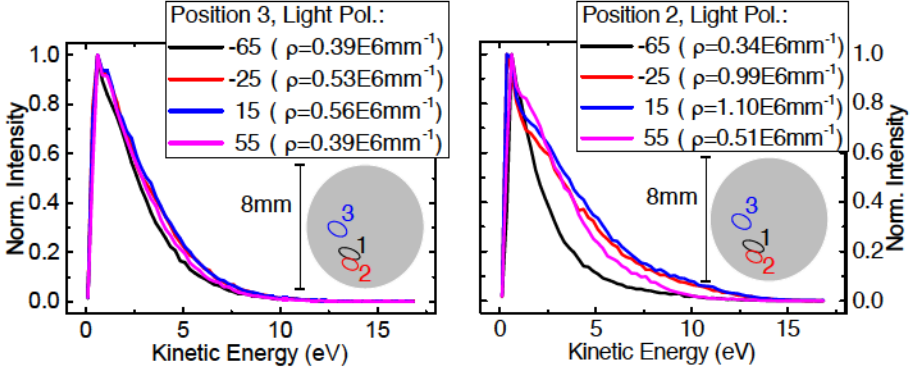 Position 3, Light Pol.:
-65 ( ρ=0.39E6mm⁻¹)
-25 ( ρ=0.53E6mm⁻¹)
15 ( ρ=0.56E6mm⁻¹)
55 ( ρ=0.39E6mm⁻¹)
1.0
0.8
0.6
0.4
0.2
0.0
Norm. Intensity
8mm
3
1
2
0 5 10 15
Kinetic Energy (eV)
Position 2, Light Pol.:
-65 ( ρ=0.34E6mm⁻¹)
-25 ( ρ=0.99E6mm⁻¹)
15 ( ρ=1.10E6mm⁻¹)
55 ( ρ=0.51E6mm⁻¹)
8mm
3
1
2
1.0
0.8
0.6
0.4
0.2
0.0
Norm. Intensity
0 5 10 15
Kinetic Energy (eV)